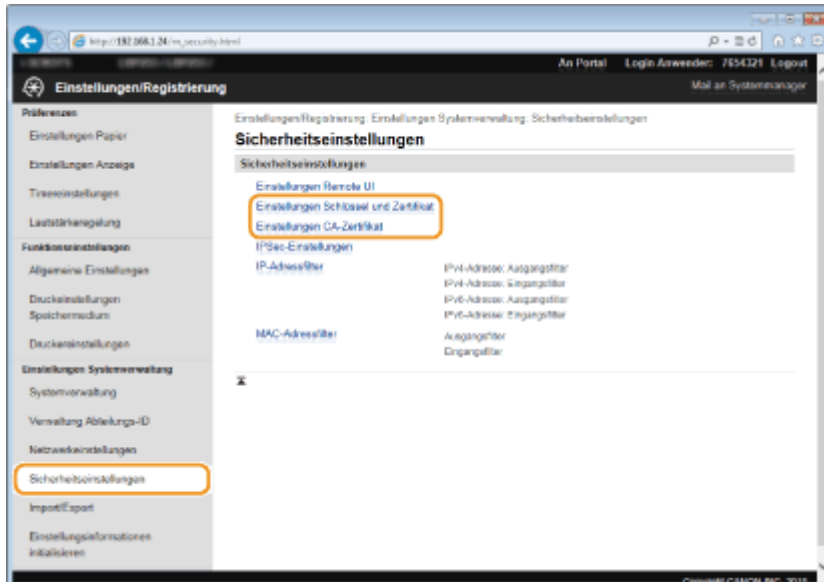 http://192.168.1.24/m_security.html
An Portal Login Anwender: 7654321 Logout
Einstellungen/Registrierung
Mail an Systemmanager
Präferenzen
Einstellungen Papier
Einstellungen Anzeige
Timereinstellungen
Lautstärkeregelung
Funktionseinstellungen
Allgemeine Einstellungen
Druckeinstellungen
Speichermedium
Druckereinstellungen
Einstellungen Systemverwaltung
Systemverwaltung
Verwaltung Abteilungs-ID
Netzwerkeinstellungen
Sicherheitseinstellungen
Import/Export
Einstellungsinformationen
initialisieren
Einstellungen/Registrierung: Einstellungen Systemverwaltung: Sicherheitseinstellungen
Sicherheitseinstellungen
Sicherheitseinstellungen
Einstellungen Remote UI
Einstellungen Schlüssel und Zertifikat
Einstellungen CA-Zertifikat
IPSec-Einstellungen
IP-Adressfilter
IPv4-Adresse: Ausgangsfilter
IPv4-Adresse: Eingangsfilter
IPv6-Adresse: Ausgangsfilter
IPv6-Adresse: Eingangsfilter
MAC-Adressfilter
Ausgangsfilter
Eingangsfilter
Copyright CANON INC.